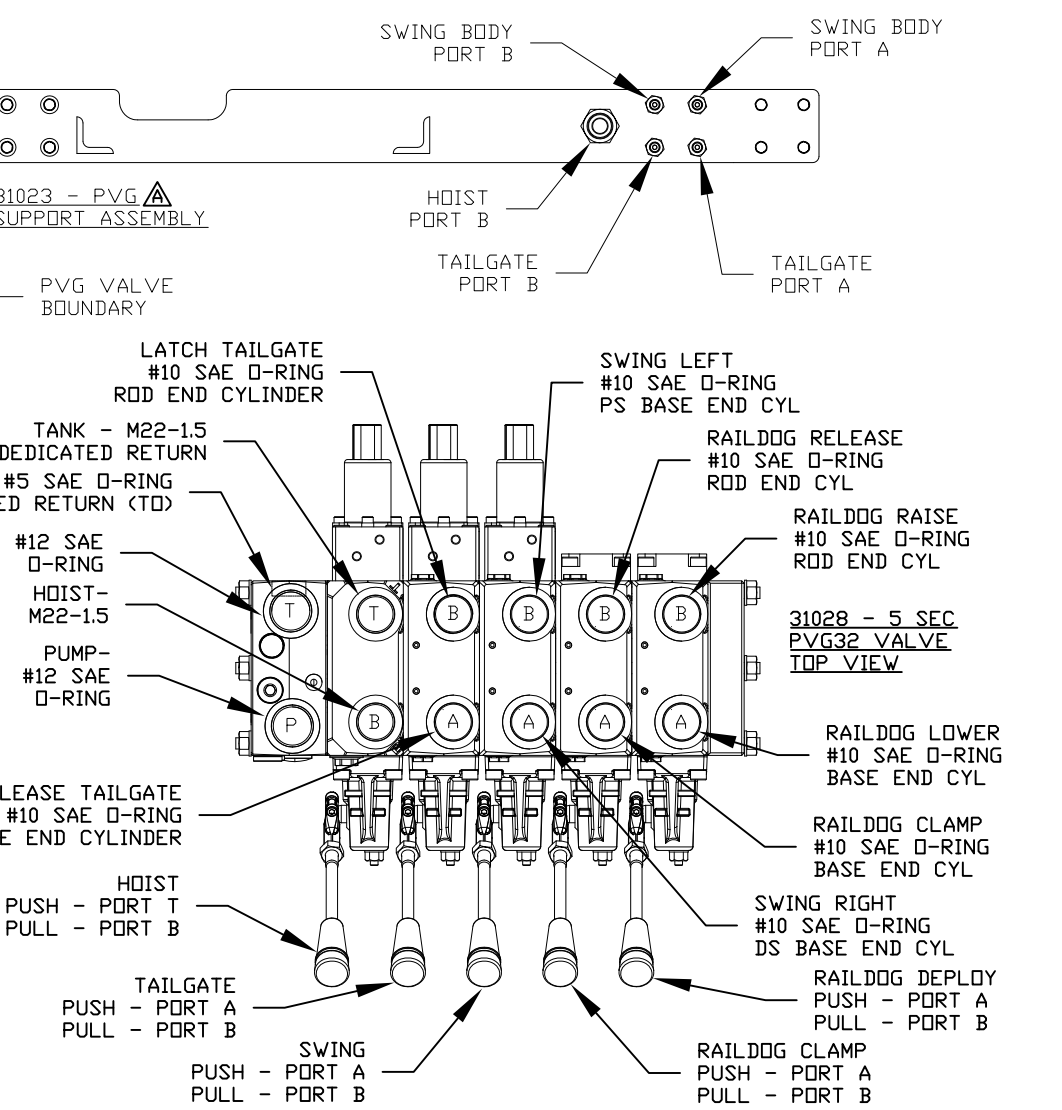 SWING BODY
PORT B
SWING BODY
PORT A
31023 - PVG A
SUPPORT ASSEMBLY
HOIST
PORT B
TAILGATE
PORT B
TAILGATE
PORT A
PVG VALVE
BOUNDARY
LATCH TAILGATE
#10 SAE O-RING
ROD END CYLINDER
SWING LEFT
#10 SAE O-RING
PS BASE END CYL
TANK - M22-1.5
DEDICATED RETURN
RAILDOG RELEASE
#10 SAE O-RING
ROD END CYL
#5 SAE O-RING
RETURN (TO)
RAILDOG RAISE
#10 SAE O-RING
ROD END CYL
#12 SAE
O-RING
HOIST-
M22-1.5
T
T
B
B
B
B
31028 - 5 SEC
PVG32 VALVE
TOP VIEW
PUMP-
#12 SAE
O-RING
P
B
A
A
A
A
RAILDOG LOWER
#10 SAE O-RING
BASE END CYL
TAILGATE
#10 SAE O-RING
END CYLINDER
RAILDOG CLAMP
#10 SAE O-RING
BASE END CYL
HOIST
PUSH - PORT T
PULL - PORT B
SWING RIGHT
#10 SAE O-RING
DS BASE END CYL
TAILGATE
PUSH - PORT A
PULL - PORT B
RAILDOG DEPLOY
PUSH - PORT A
PULL - PORT B
SWING
PUSH - PORT A
PULL - PORT B
RAILDOG CLAMP
PUSH - PORT A
PULL - PORT B